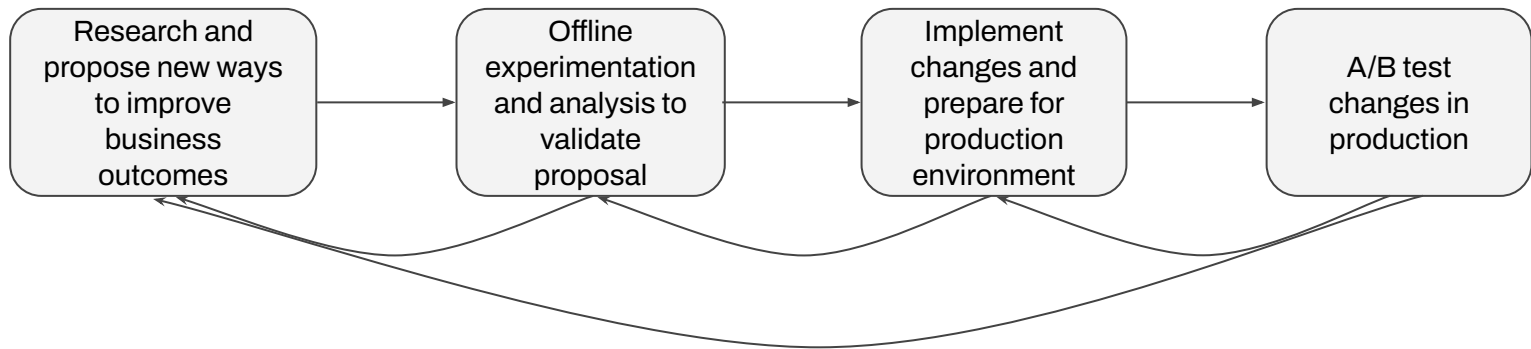 Research and
propose new ways
to improve
business
outcomes
Offline
experimentation
and analysis to
validate
proposal
Implement
changes and
prepare for
production
environment
A/B test
changes in
production